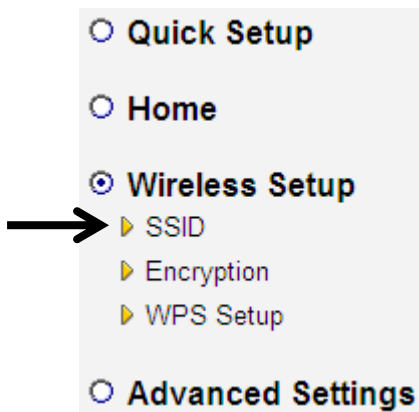 Quick Setup
Home
Wireless Setup
SSID
Encryption
WPS Setup
Advanced Settings